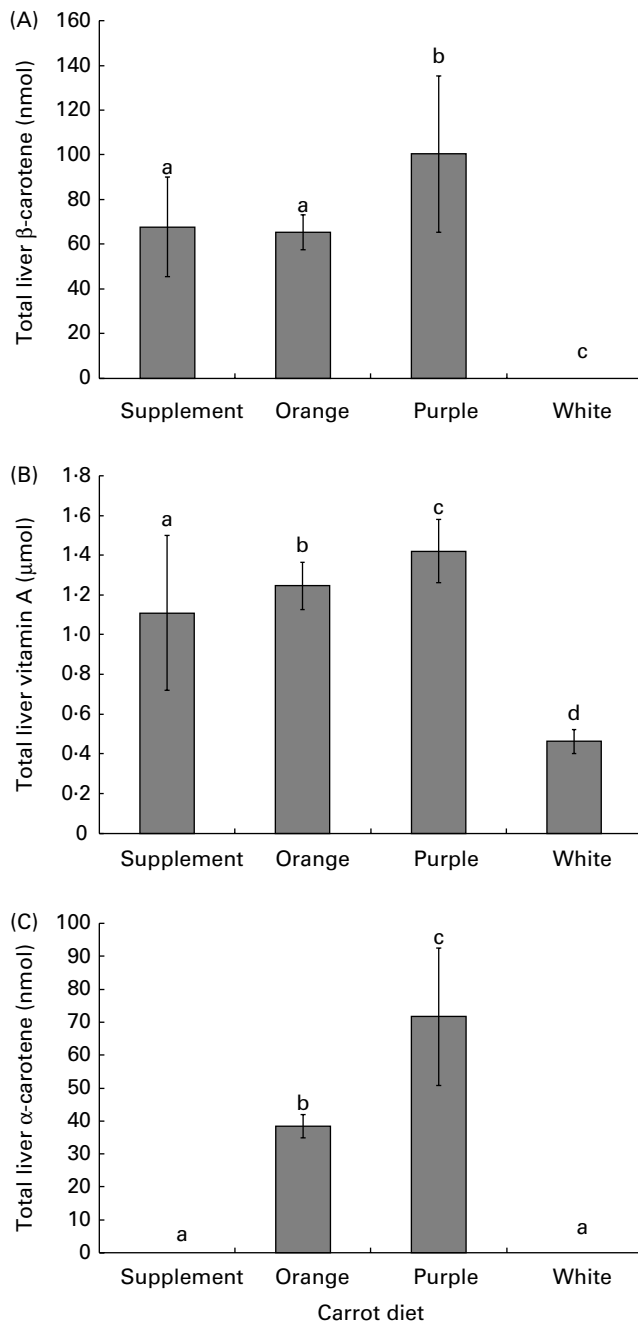 (A)
Total liver β-carotene (nmol)
160
140
120
100
80
60
40
20
0
a
a
b
c
Supplement Orange Purple White
(B)
Total liver vitamin A (μmol)
1·8
1·6
1·4
1·2
1·0
0·8
0·6
0·4
0·2
0
a
b
c
d
Supplement Orange Purple White
(C)
Total liver α-carotene (nmol)
100
90
80
70
60
50
40
30
20
10
0
a
b
c
a
Supplement Orange Purple White
Carrot diet